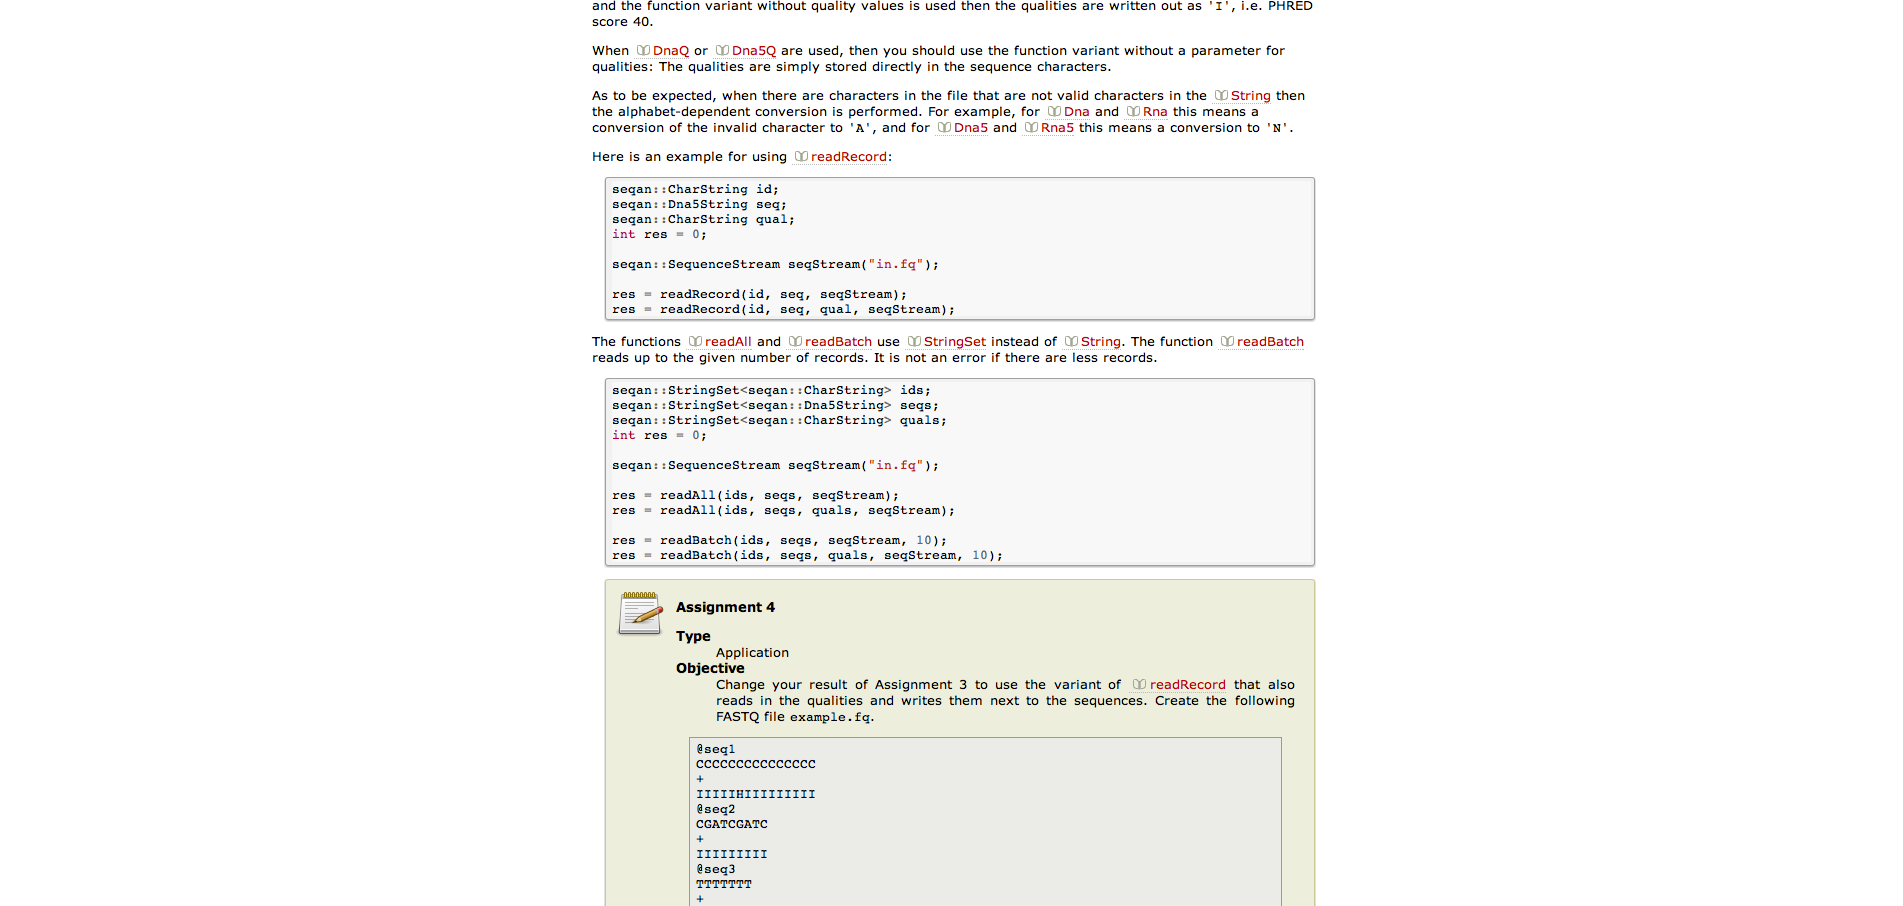 and the function variant without quality values is used then the qualities are written out as 'I', i.e. PHRED
score 40.
When DnaQ or Dna5Q are used, then you should use the function variant without a parameter for
qualities: The qualities are simply stored directly in the sequence characters.
As to be expected, when there are characters in the file that are not valid characters in the String then
the alphabet-dependent conversion is performed. For example, for Dna and Rna this means a
conversion of the invalid character to 'A', and for Dna5 and Rna5 this means a conversion to 'N'.
Here is an example for using readRecord:
seqan::CharString id;
seqan::Dna5String seq;
seqan::CharString qual;
int res = 0;
seqan::SequenceStream seqStream("in.fq");
res = readRecord(id, seq, seqStream);
res = readRecord(id, seq, qual, seqStream);
The functions readAll and readBatch use StringSet instead of String. The function readBatch
reads up to the given number of records. It is not an error if there are less records.
seqan::StringSet<seqan::CharString> ids;
seqan::StringSet<seqan::Dna5String> seqs;
seqan::StringSet<seqan::CharString> quals;
int res = 0;
seqan::SequenceStream seqStream("in.fq");
res = readAll(ids, seqs, seqStream);
res = readAll(ids, seqs, quals, seqStream);
res = readBatch(ids, seqs, seqStream, 10);
res = readBatch(ids, seqs, quals, seqStream, 10);
Assignment 4
Type
Application
Objective
Change your result of Assignment 3 to use the variant of readRecord that also
reads in the qualities and writes them next to the sequences. Create the following
FASTQ file example.fq.
@seq1
CCCCCCCCCCCCCCC
+
IIIIIHIIIIIIIII
@seq2
CGATCGATC
+
IIIIIIIII
@seq3
TTTTTTT
+